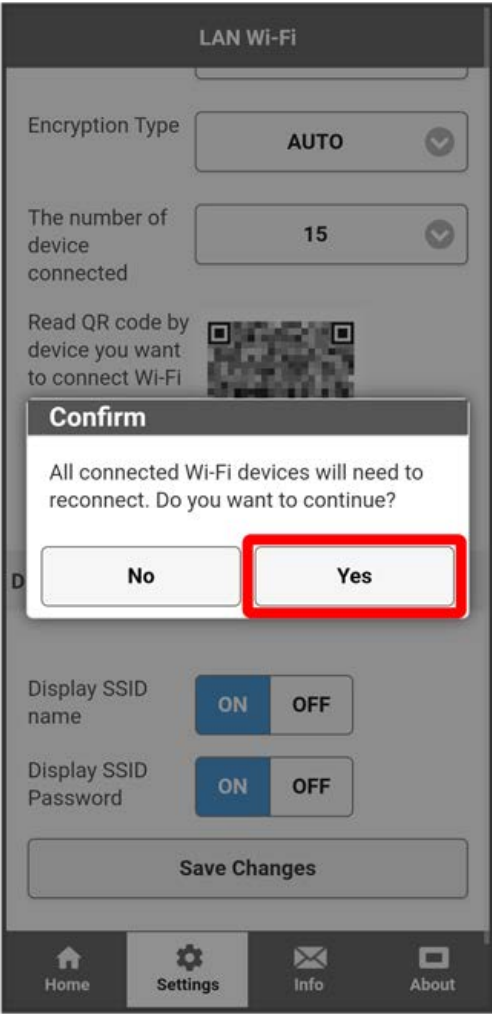 LAN Wi-Fi
Encryption Type
AUTO
The number of
device
connected
15
Read QR code by
device you want
to connect Wi-Fi
Confirm
All connected Wi-Fi devices will need to
reconnect. Do you want to continue?
No
Yes
D
Display SSID
name
ON OFF
Display SSID
Password
ON OFF
Save Changes
Home Settings Info About